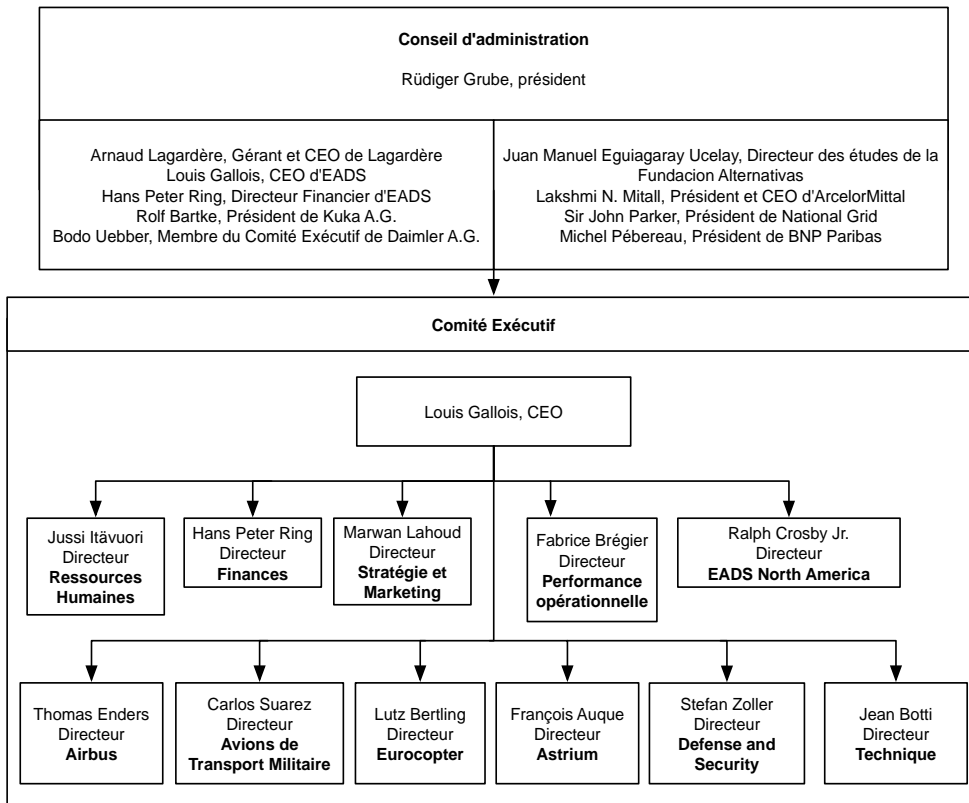 Conseil d'administration
Rüdiger Grube, président
Arnaud Lagardère, Gérant et CEO de Lagardère
Louis Gallois, CEO d'EADS
Hans Peter Ring, Directeur Financier d'EADS
Rolf Bartke, Président de Kuka A.G.
Bodo Uebber, Membre du Comité Exécutif de Daimler A.G.
Juan Manuel Eguiagaray Ucelay, Directeur des études de la
Fundacion Alternativas
Lakshmi N. Mitall, Président et CEO d'ArcelorMittal
Sir John Parker, Président de National Grid
Michel Pébereau, Président de BNP Paribas
Comité Exécutif
Louis Gallois, CEO
Jussi Itävuori
Directeur
Ressources
Humaines
Hans Peter Ring
Directeur
Finances
Marwan Lahoud
Directeur
Stratégie et
Marketing
Fabrice Brégier
Directeur
Performance
opérationnelle
Ralph Crosby Jr.
Directeur
EADS North America
Thomas Enders
Directeur
Airbus
Carlos Suarez
Directeur
Avions de
Transport Militaire
Lutz Bertling
Directeur
Eurocopter
François Auque
Directeur
Astrium
Stefan Zoller
Directeur
Defense and
Security
Jean Botti
Directeur
Technique